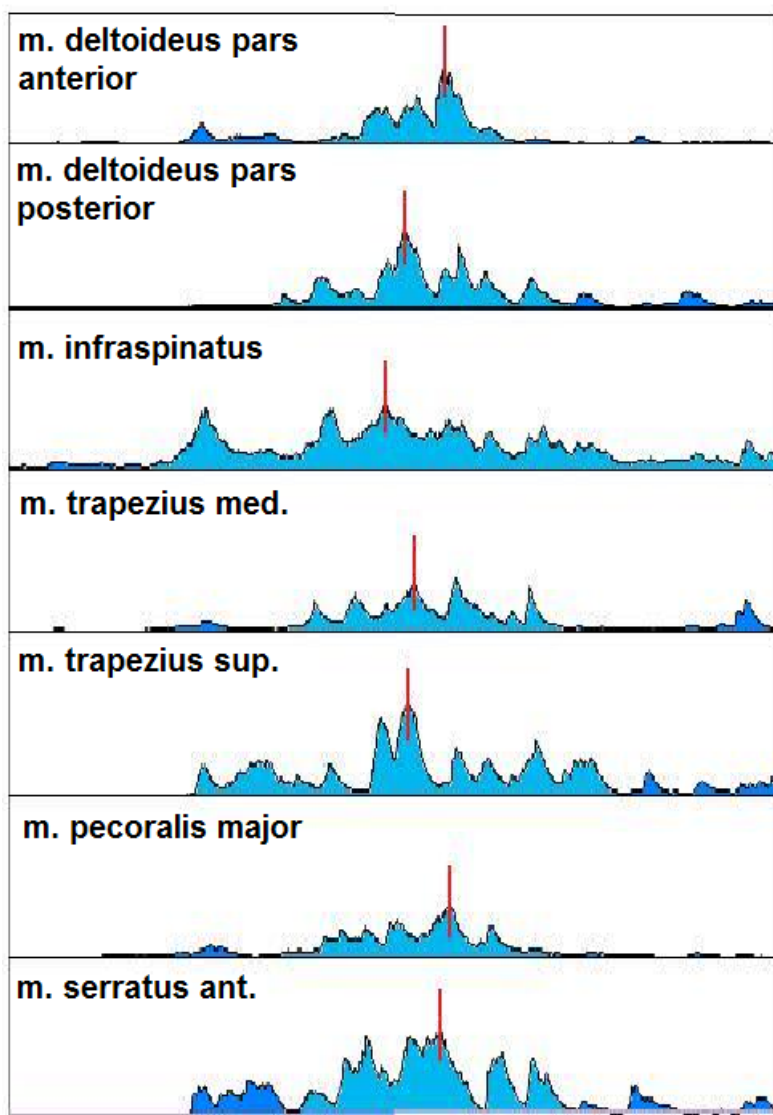 m. deltoideus pars
anterior
m. deltoideus pars
posterior
m. infraspinatus
m. trapezius med.
m. trapezius sup.
m. pecoralis major
m. serratus ant.